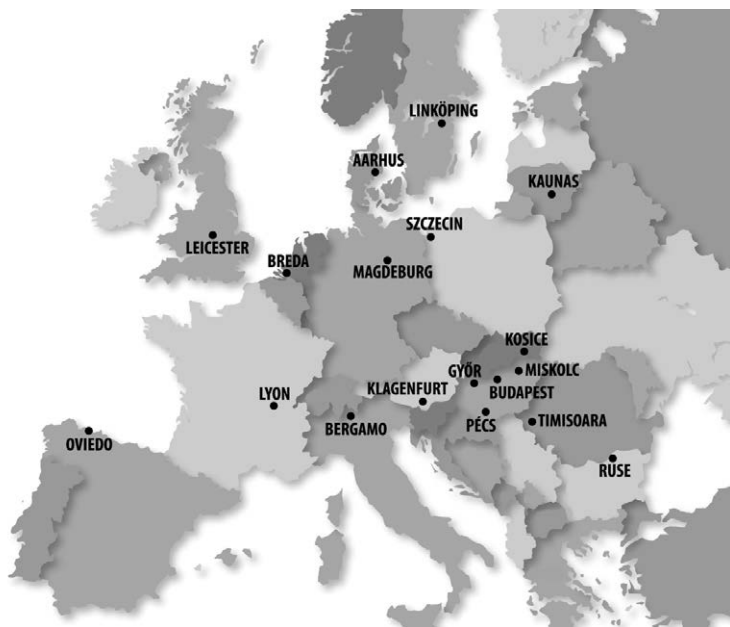 LINKÖPING
AARHUS
KAUNAS
SZCZECIN
LEICESTER
BREDA
MAGDEBURG
KOSICE
GYŐR
MISKOLC
LYON
KLAGENFURT
BUDAPEST
BERGAMO
PÉCS
TIMISOARA
OVIEDO
RUSE